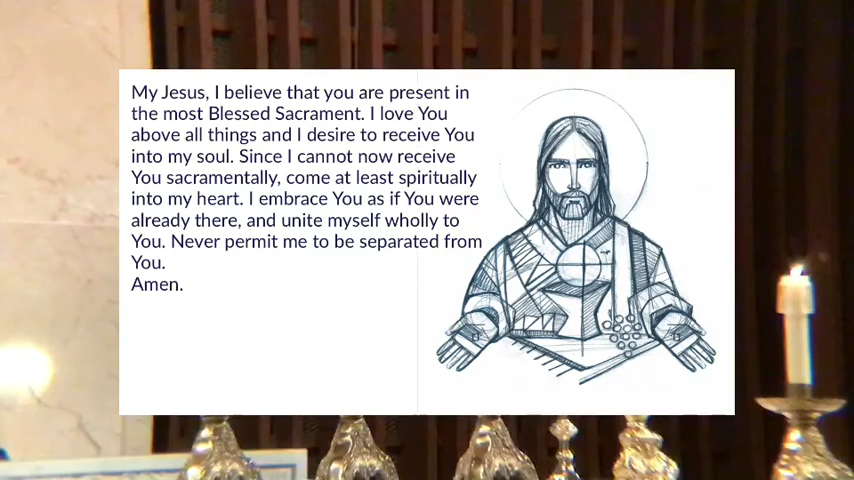 My Jesus, I believe that you are present in
the most Blessed Sacrament. I love You
above all things and I desire to receive You
into my soul. Since I cannot now receive
You sacramentally, come at least spiritually
into my heart. I embrace You as if You were
already there, and unite myself wholly to
You. Never permit me to be separated from
You.
Amen.